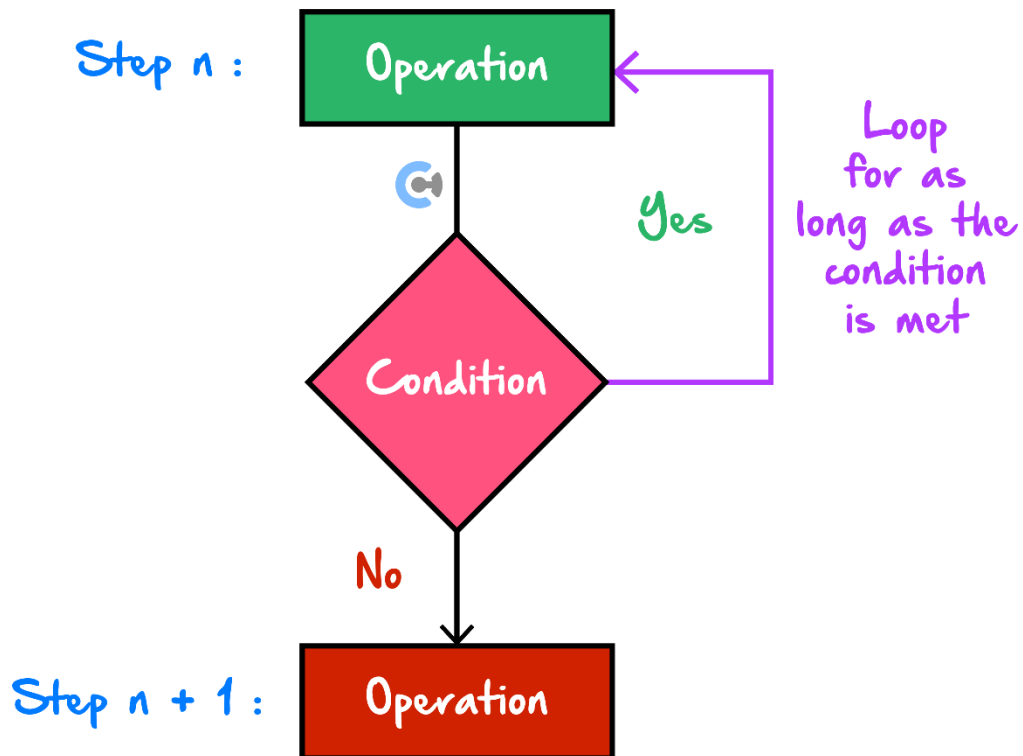 Step n :
Operation
Yes
Loop
for as
long as the
condition
is met
Condition
No
Step n + 1 :
Operation